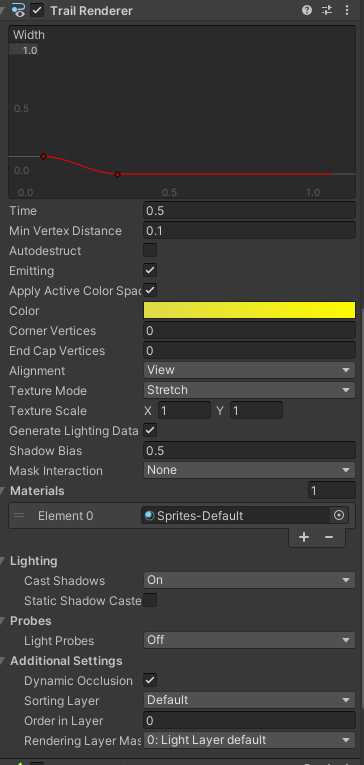 Trail Renderer
Width
1.0
0.5
0.0
0.0 0.5 1.0
Time 0.5
Min Vertex Distance 0.1
Autodestruct
Emitting
Apply Active Color Spac
Color
Corner Vertices 0
End Cap Vertices 0
Alignment View
Texture Mode Stretch
Texture Scale X 1 Y 1
Generate Lighting Data
Shadow Bias 0.5
Mask Interaction None
Materials 1
Element 0 Sprites-Default
+ −
Lighting
Cast Shadows On
Static Shadow Caste
Probes
Light Probes Off
Additional Settings
Dynamic Occlusion
Sorting Layer Default
Order in Layer 0
Rendering Layer Mas 0: Light Layer default